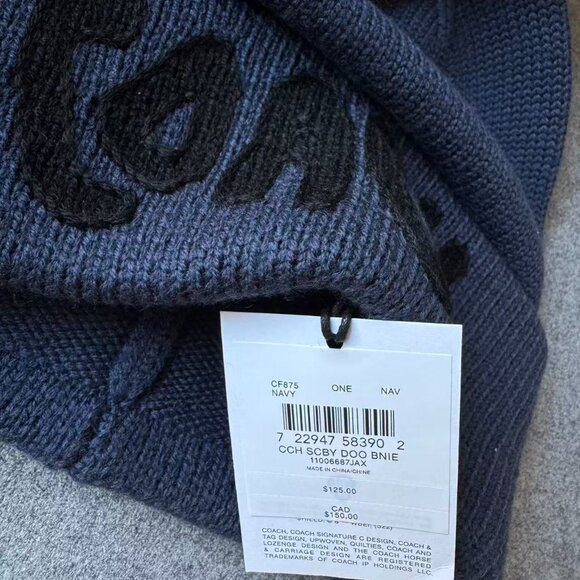 Coac
CF875 ONE NAV
NAVY
7 22947 58390 2
CCH SCBY DOO BNIE
11006687JAX
MADE IN CHINA/CHINE
$125.00
CAD
$150.00
COACH, COACH SIGNATURE C DESIGN, COACH &
TAG DESIGN, UPWOVEN, QUILTIES, COACH AND
LOZENGE DESIGN AND THE COACH HORSE
& CARRIAGE DESIGN ARE REGISTERED
TRADEMARKS OF COACH IP HOLDINGS LLC